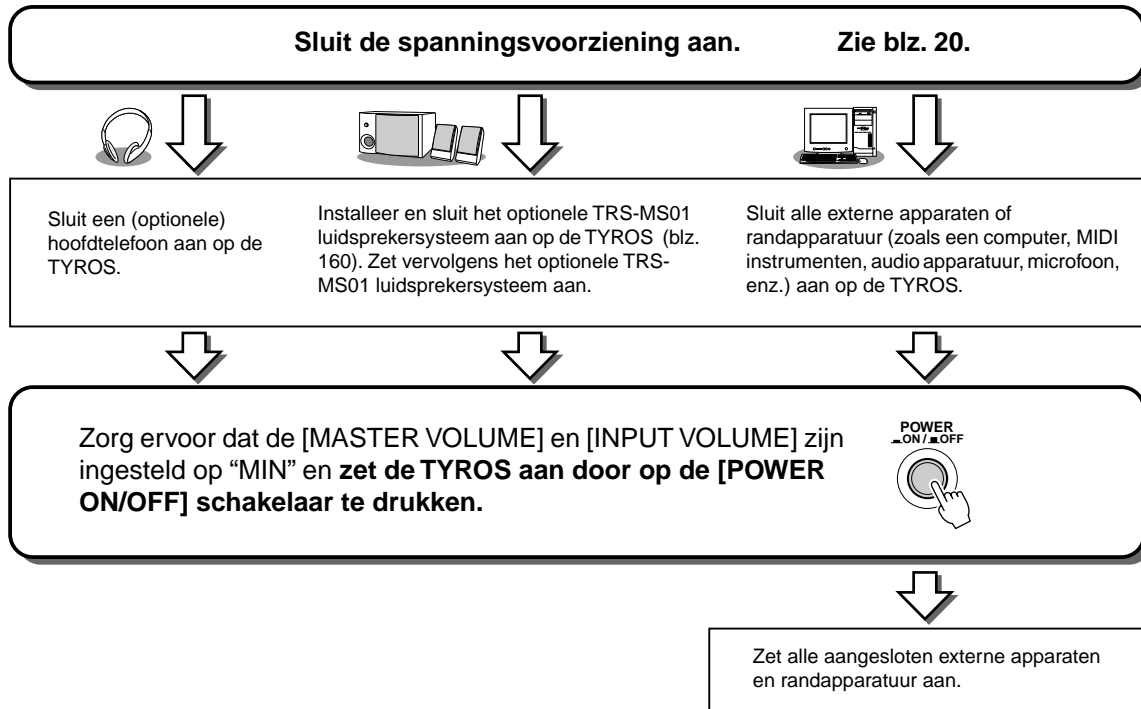 Sluit de spanningsvoorziening aan. Zie blz. 20.
Sluit een (optionele)
hoofdtelefoon aan op de
TYROS.
Installeer en sluit het optionele TRS-MS01
luidsprekersysteem aan op de TYROS (blz.
160). Zet vervolgens het optionele TRS-
MS01 luidsprekersysteem aan.
Sluit alle externe apparaten of
randapparatuur (zoals een computer, MIDI
instrumenten, audio apparatuur, microfoon,
enz.) aan op de TYROS.
Zorg ervoor dat de [MASTER VOLUME] en [INPUT VOLUME] zijn
ingesteld op “MIN” en zet de TYROS aan door op de [POWER
ON/OFF] schakelaar te drukken.
POWER
ON / OFF
Zet alle aangesloten externe apparaten
en randapparatuur aan.